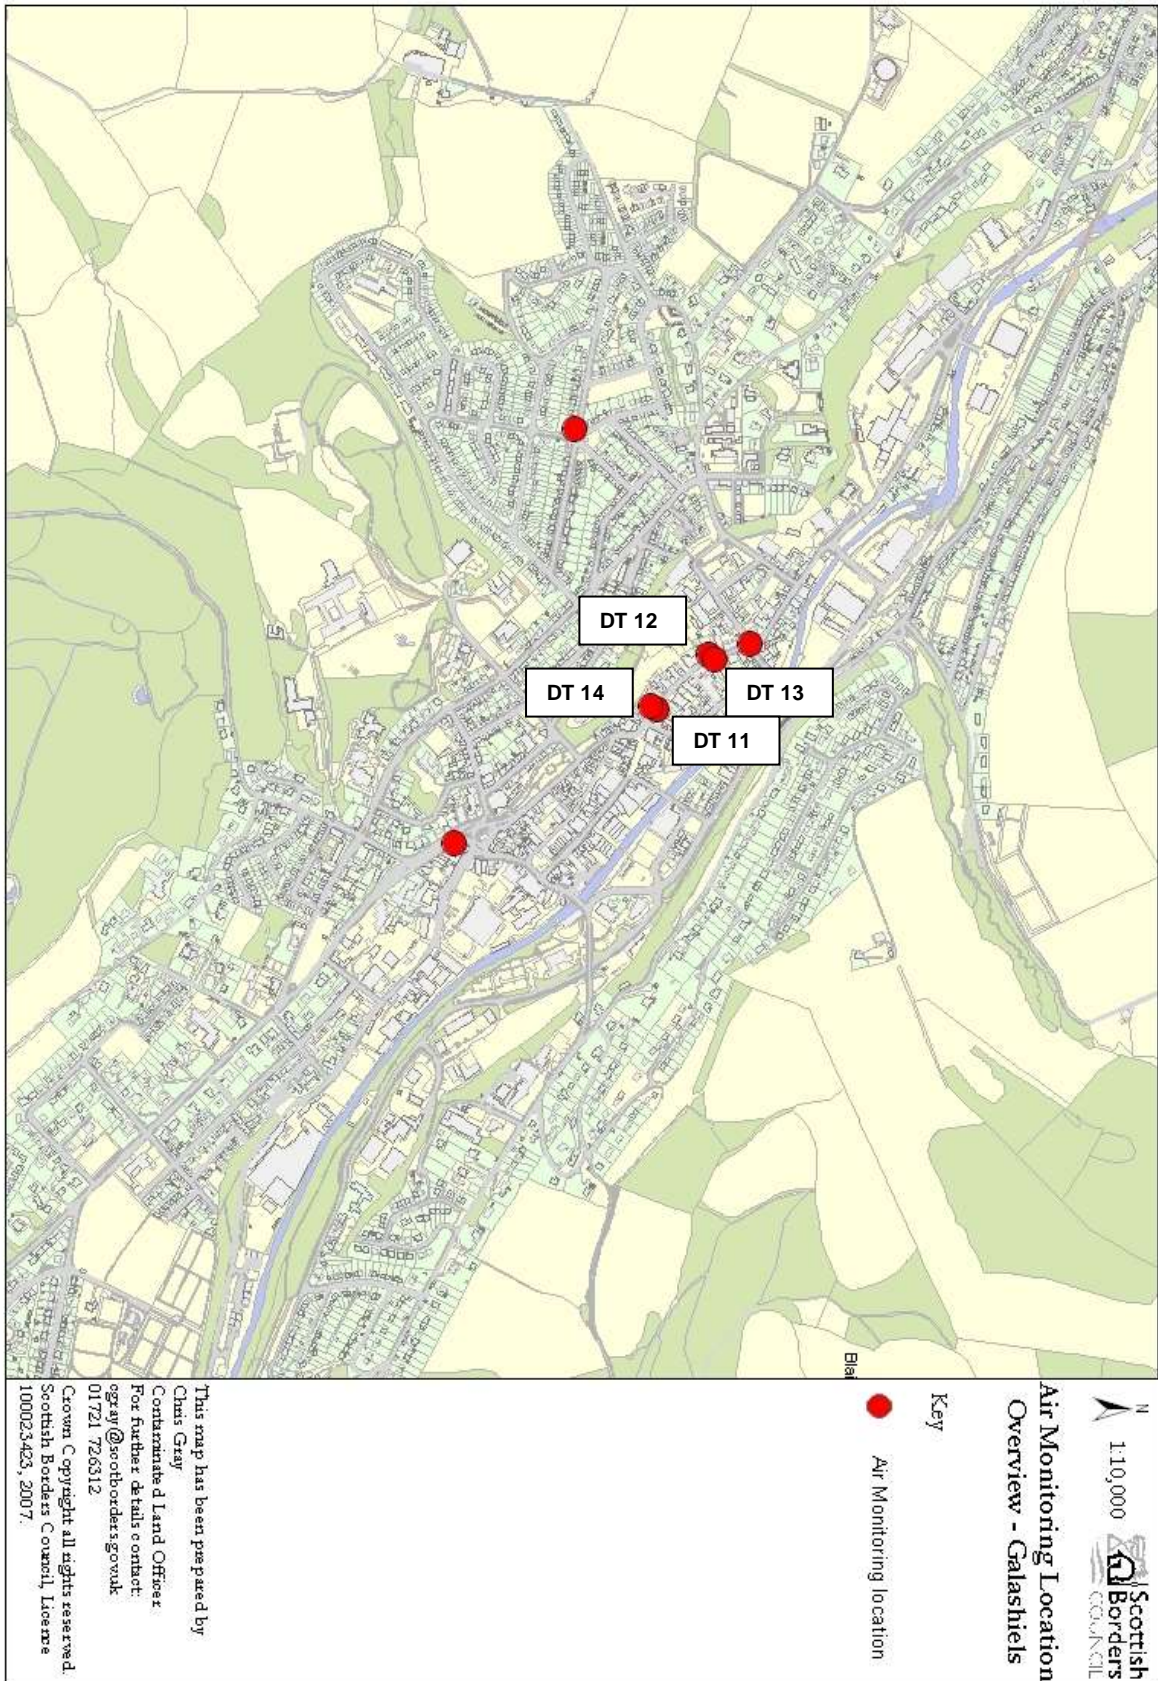 DT 12
DT 14
DT 13
DT 11
Blai
N
1:10,000
Scottish
Borders
COUNCIL
Air Monitoring Location
Overview - Galashiels
Key
Air Monitoring location
This map has been prepared by
Chris Gray
Contaminated Land Officer
For further details contact:
cgray@scotborders.gov.uk
01721 726312
Crown Copyright all rights reserved.
Scottish Borders Council, License
100023423, 2007.